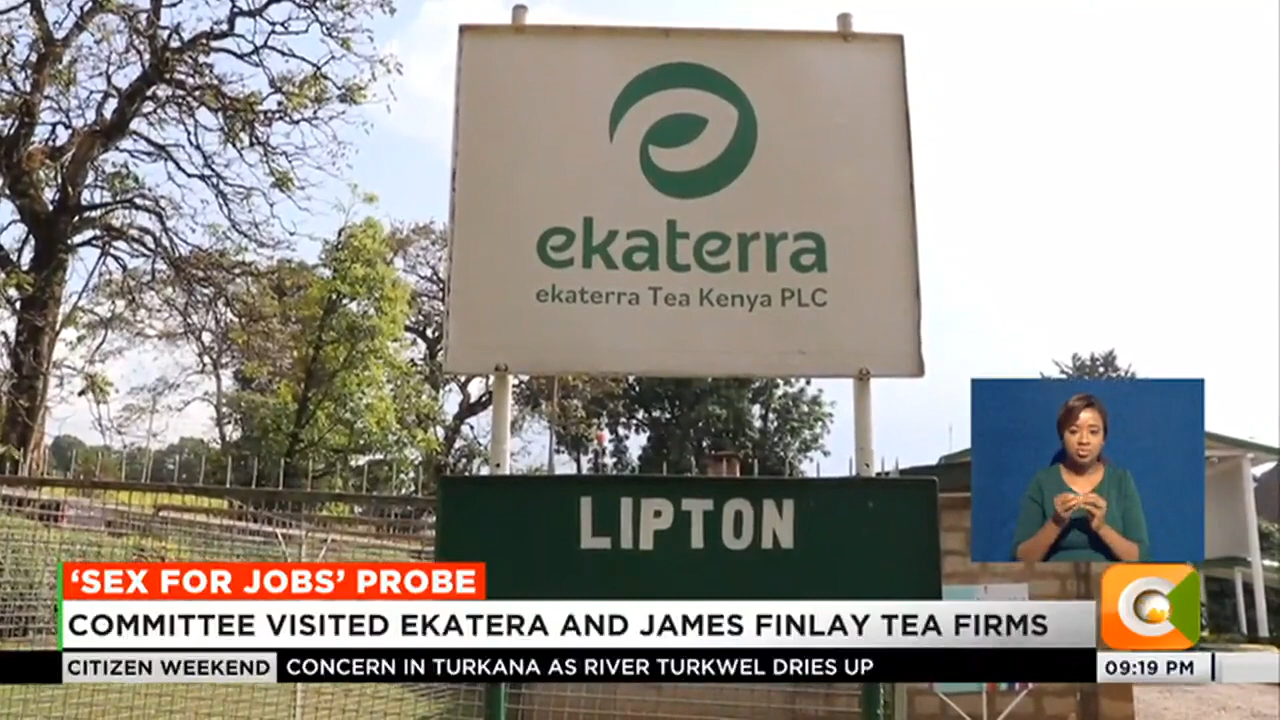 ekaterra
ekaterra Tea Kenya PLC
LIPTON
‘SEX FOR JOBS’ PROBE
COMMITTEE VISITED EKATERA AND JAMES FINLAY TEA FIRMS
CITIZEN WEEKEND
CONCERN IN TURKANA AS RIVER TURKWEL DRIES UP
09:19 PM